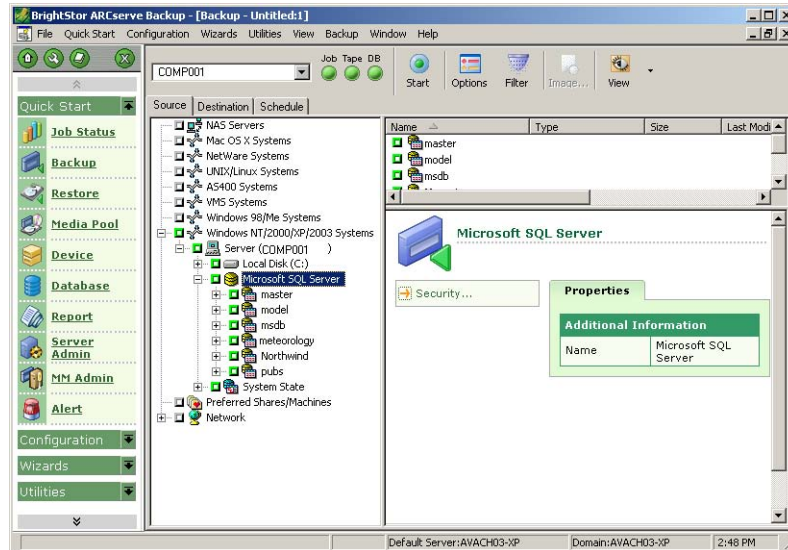 BrightStor ARCserve Backup - [Backup - Untitled:1]
File Quick Start Configuration Wizards Utilities View Backup Window Help
COMP001
Job Tape DB
Start Options Filter Image... View
Quick Start
Job Status
Backup
Restore
Media Pool
Device
Database
Report
Server Admin
MM Admin
Alert
Configuration
Wizards
Utilities
Source Destination Schedule
NAS Servers
Mac OS X Systems
NetWare Systems
UNIX/Linux Systems
AS400 Systems
VMS Systems
Windows 98/Me Systems
Windows NT/2000/XP/2003 Systems
Server (COMP001 )
Local Disk (C:)
Microsoft SQL Server
master
model
msdb
meteorology
Northwind
pubs
System State
Preferred Shares/Machines
Network
Name Type Size Last Modi
master
model
msdb
Microsoft SQL Server
Security...
Properties
Additional Information
Name Microsoft SQL Server
Default Server:AVACH03-XP Domain:AVACH03-XP 2:48 PM